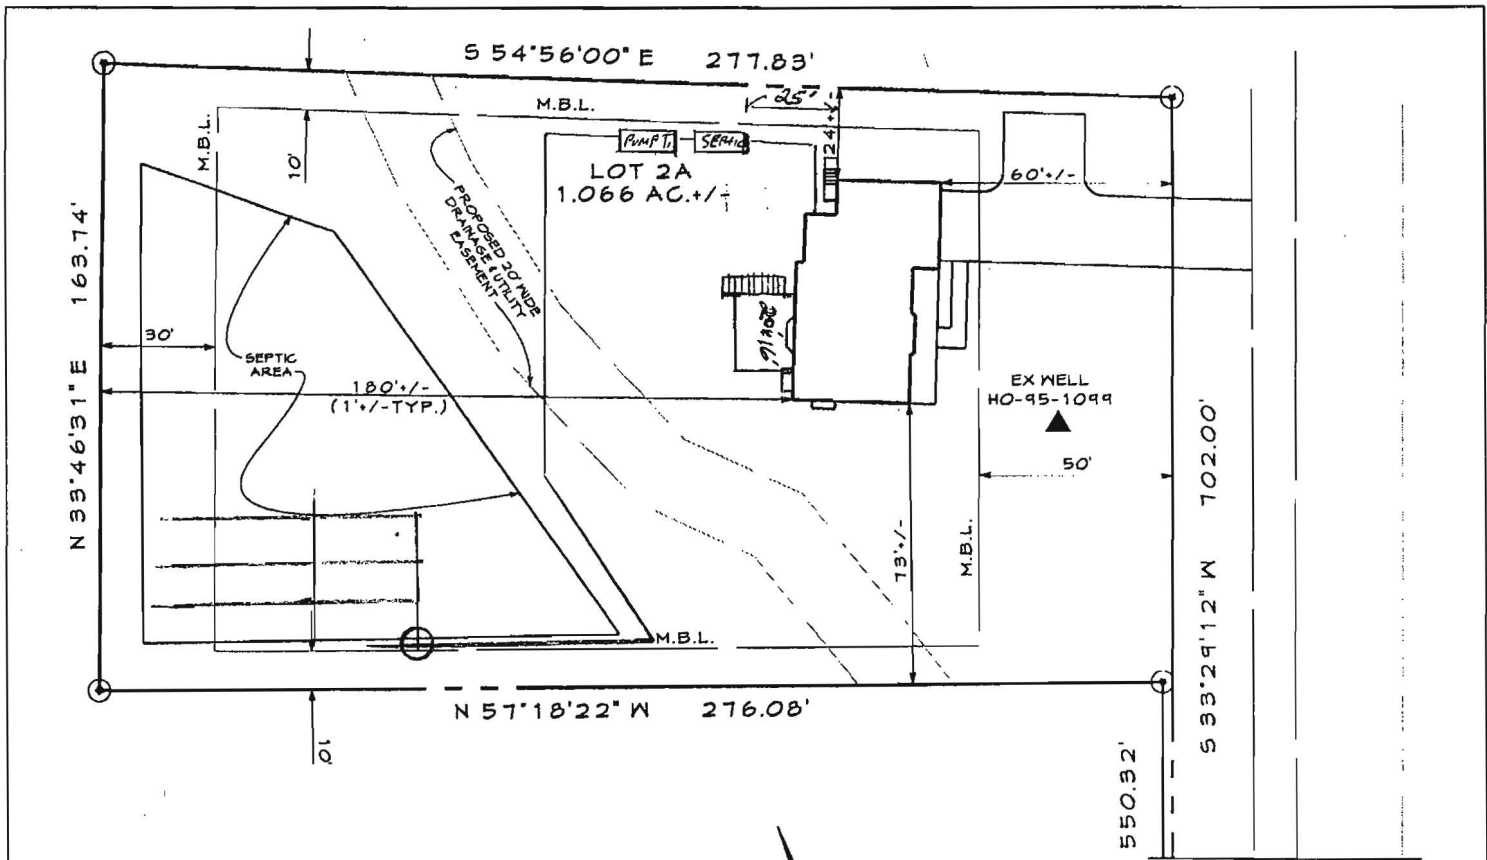 S 54°56'00" E 277.83'
M.B.L.
25'
M.B.L.
10'
PUMP T.
SEPTIC
24+-
LOT 2A
1.066 AC.+/-
60'+/-
PROPOSED 20' WIDE
DRAINAGE & UTILITY
EASEMENT
N 33°46'31" E 163.74'
30'
SEPTIC
AREA
180'+/-
(1'+/-TYP.)
20x16'
EX WELL
HO-95-1099
50'
S 33°29'12" W 702.00'
73'+/-
M.B.L.
M.B.L.
N 57°18'22" W 276.08'
10'
550.32'